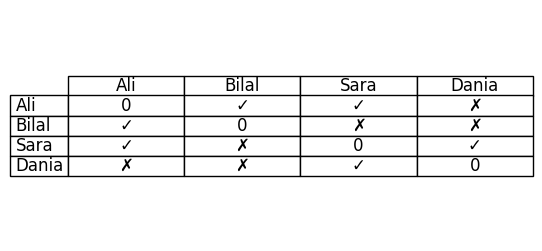 Ali Bilal Sara Dania
Ali 0 ✓ ✓ ✗
Bilal ✓ 0 ✗ ✗
Sara ✓ ✗ 0 ✓
Dania ✗ ✗ ✓ 0